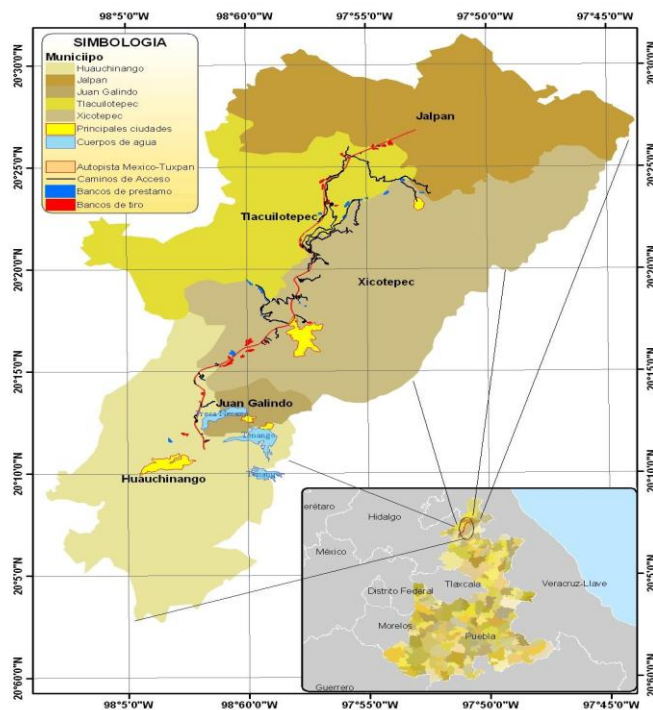 98°5'0"W 98°60'0"W 97°55'0"W 97°50'0"W 97°45'0"W
SIMBOLOGIA
Municiipo
Huauchinango
Jalpan
Juan Galindo
Tlacuilotepec
Xicotepec
Principales ciudades
Cuerpos de agua
Autopista Mexico-Tuxpan
Caminos de Acceso
Bancos de prestamo
Bancos de tiro
20°30'0"N
20°25'0"N
20°20'0"N
20°15'0"N
20°10'0"N
20°5'0"N
20°60'0"N
Jalpan
Tlacuilotepec
Xicotepec
Juan Galindo
Tenango
Huauchinango
Hidalgo
México
Tlaxcala
Distrito Federal
Veracruz-Llave
Morelos
Puebla
Guerrero
98°5'0"W 98°60'0"W 97°55'0"W 97°50'0"W 97°45'0"W